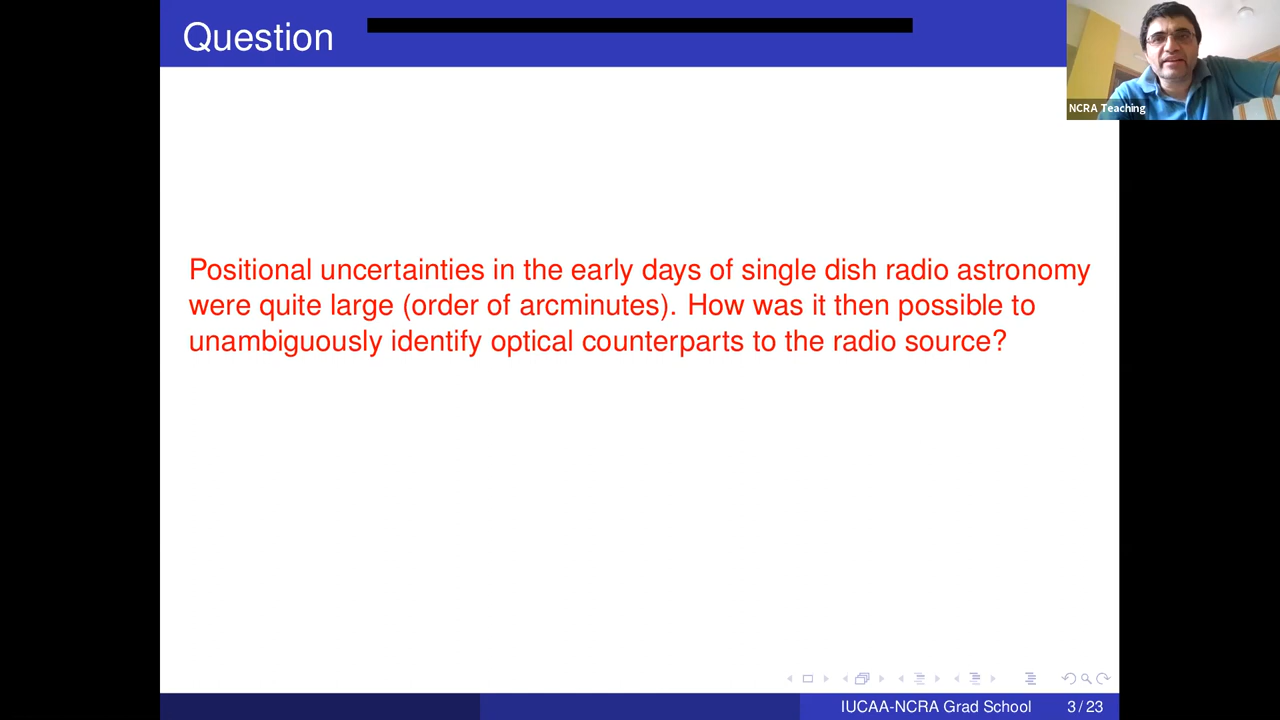 Question
NCRA Teaching
Positional uncertainties in the early days of single dish radio astronomy
were quite large (order of arcminutes). How was it then possible to
unambiguously identify optical counterparts to the radio source?
IUCAA-NCRA Grad School 3 / 23